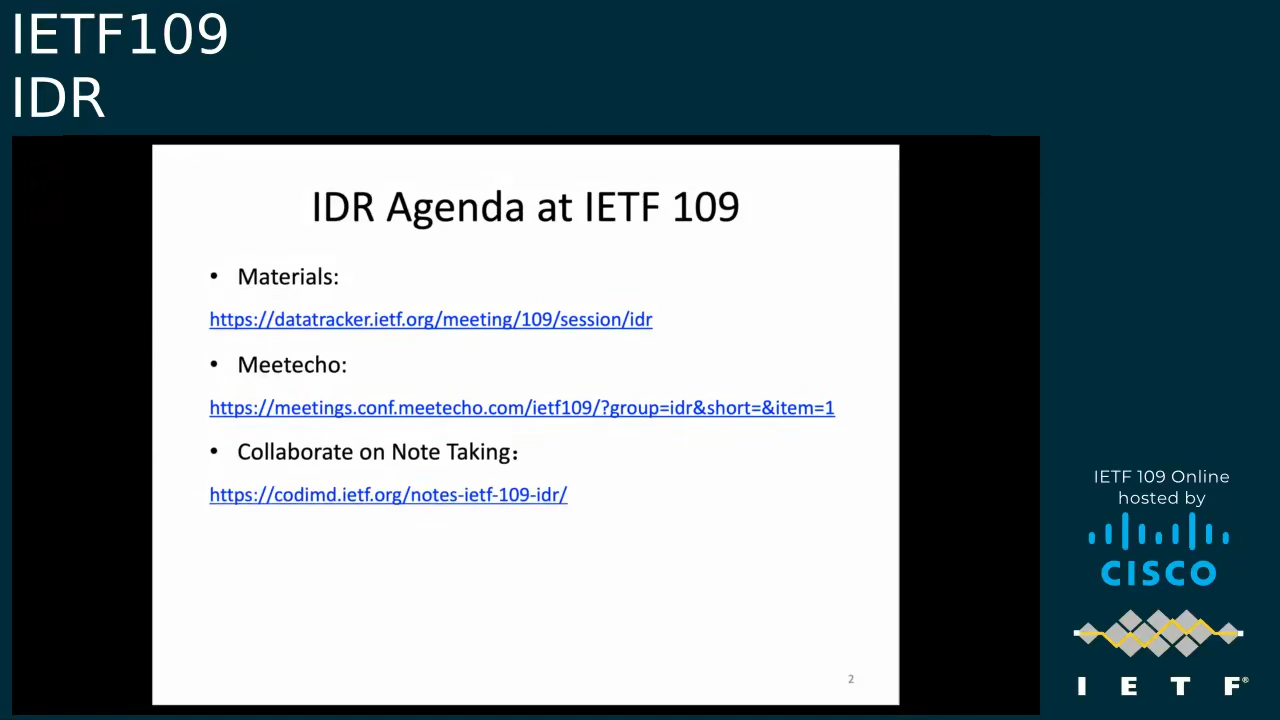 IETF109
IDR
IDR Agenda at IETF 109
• Materials:
https://datatracker.ietf.org/meeting/109/session/idr
• Meetecho:
https://meetings.conf.meetecho.com/ietf109/?group=idr&short=&item=1
• Collaborate on Note Taking：
https://codimd.ietf.org/notes-ietf-109-idr/
2
IETF 109 Online
hosted by
CISCO
I E T F®